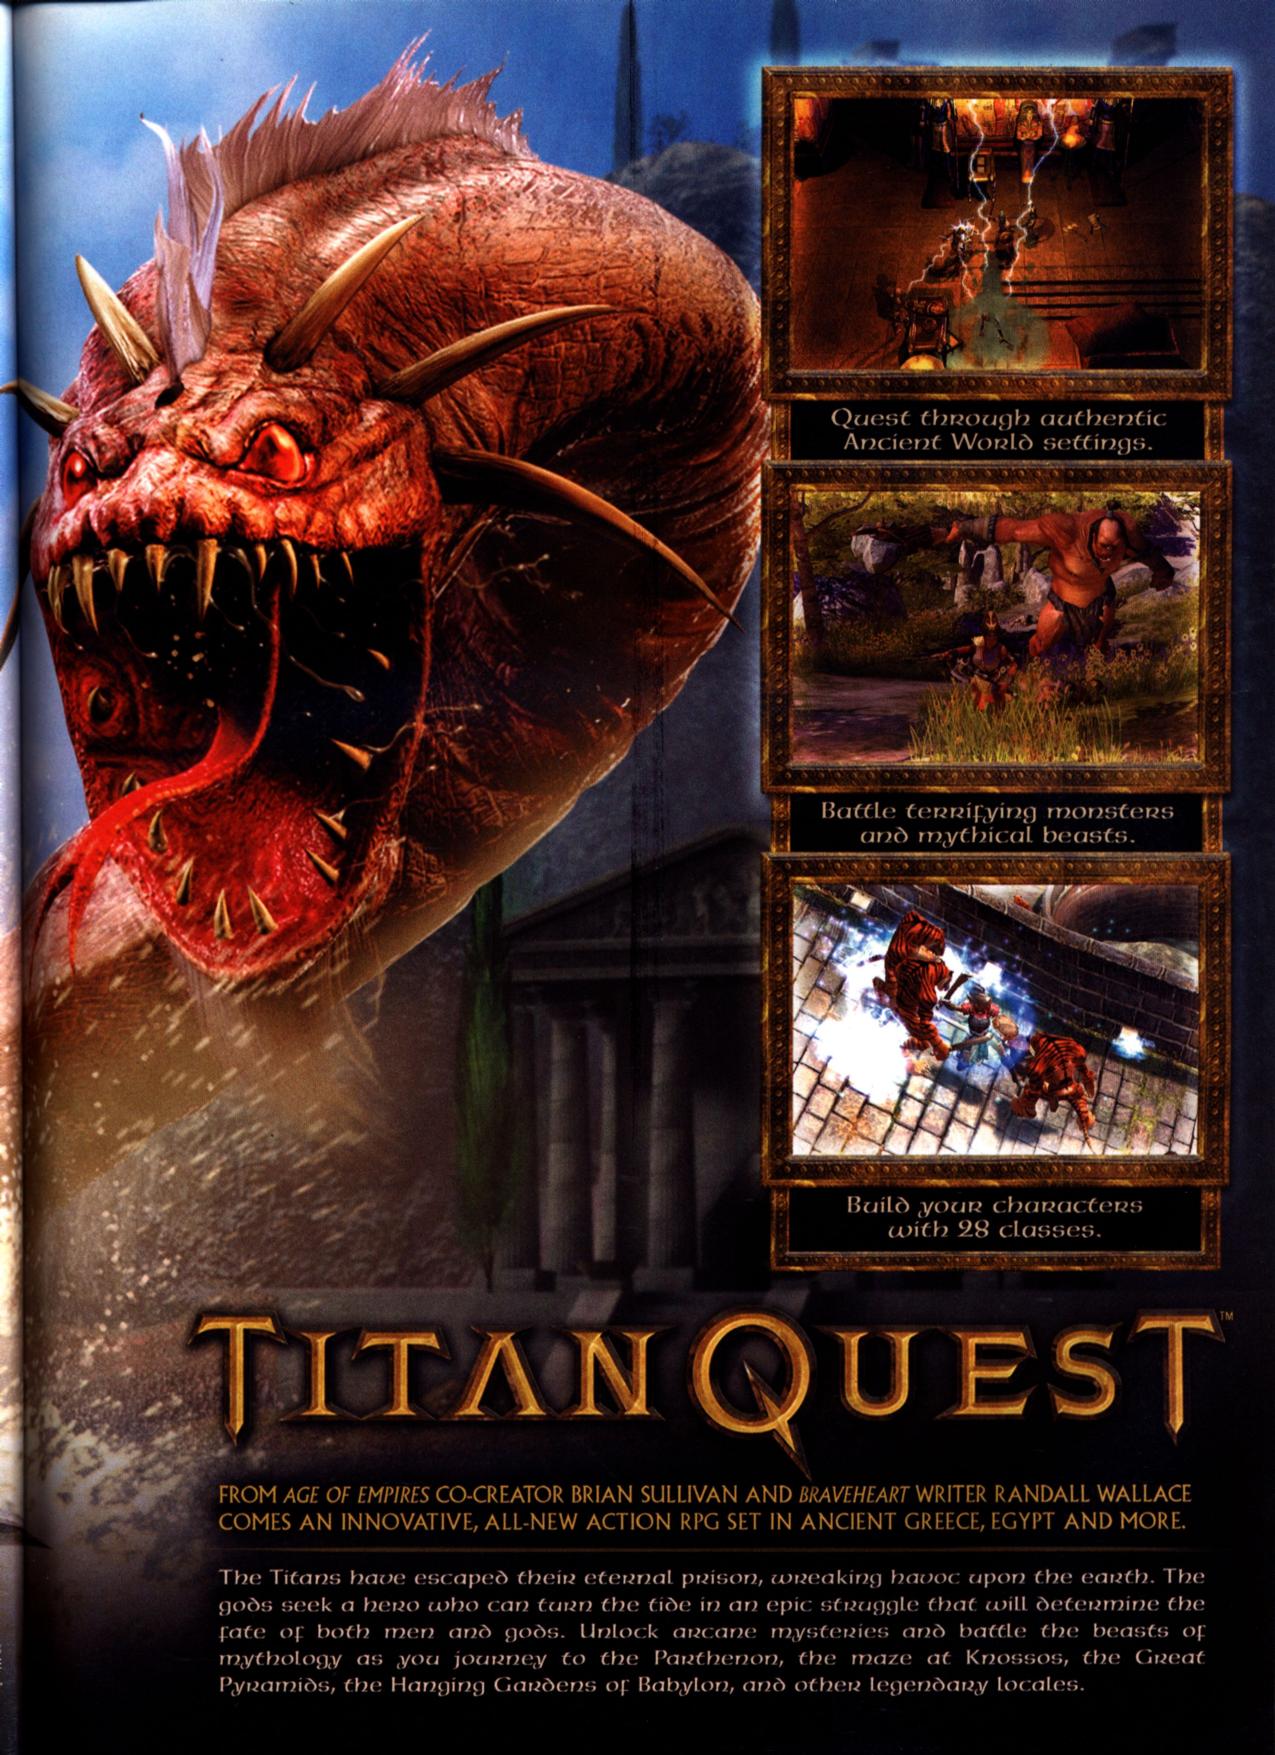 Quest through authentic
Ancient World settings.
Battle terrifying monsters
and mythical beasts.
Build your characters
with 28 classes.
TITAN QUEST™
FROM AGE OF EMPIRES CO-CREATOR BRIAN SULLIVAN AND BRAVEHEART WRITER RANDALL WALLACE
COMES AN INNOVATIVE, ALL-NEW ACTION RPG SET IN ANCIENT GREECE, EGYPT AND MORE.
The Titans have escaped their eternal prison, wreaking havoc upon the earth. The
gods seek a hero who can turn the tide in an epic struggle that will determine the
fate of both men and gods. Unlock arcane mysteries and battle the beasts of
mythology as you journey to the Parthenon, the maze at Knossos, the Great
Pyramids, the Hanging Gardens of Babylon, and other legendary locales.